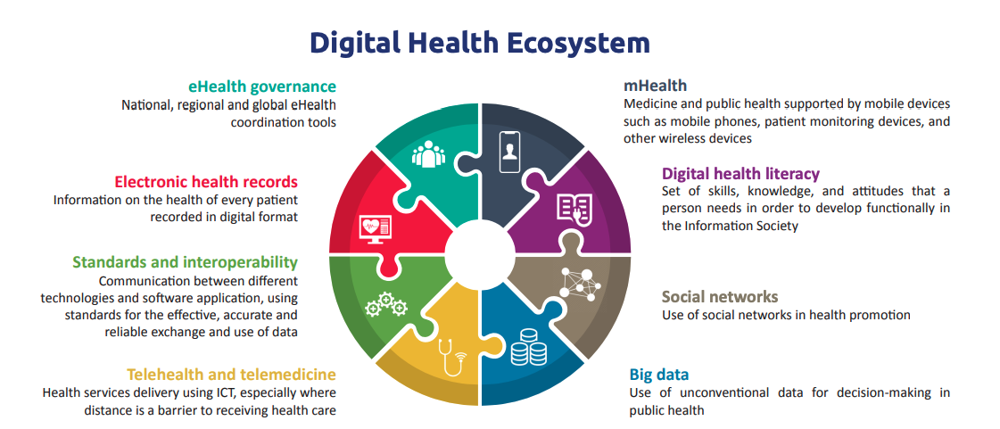 Digital Health Ecosystem
eHealth governance
National, regional and global eHealth
coordination tools
Electronic health records
Information on the health of every patient
recorded in digital format
Standards and interoperability
Communication between different
technologies and software application, using
standards for the effective, accurate and
reliable exchange and use of data
Telehealth and telemedicine
Health services delivery using ICT, especially where
distance is a barrier to receiving health care
mHealth
Medicine and public health supported by mobile devices
such as mobile phones, patient monitoring devices, and
other wireless devices
Digital health literacy
Set of skills, knowledge, and attitudes that a
person needs in order to develop functionally in
the Information Society
Social networks
Use of social networks in health promotion
Big data
Use of unconventional data for decision-making in
public health